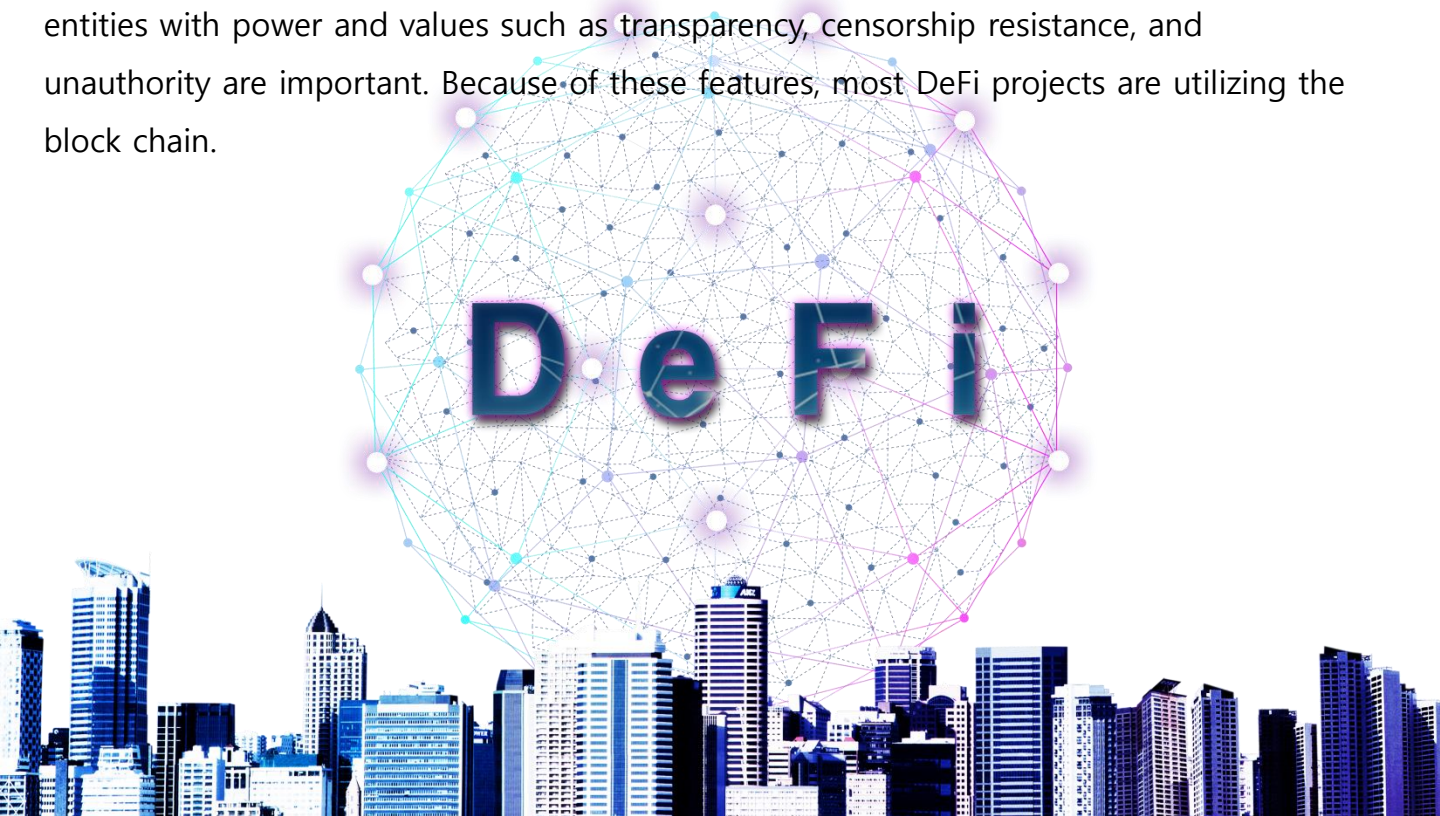 entities with power and values such as transparency, censorship resistance, and
unauthority are important. Because of these features, most DeFi projects are utilizing the
block chain.
DeFi
ANZ